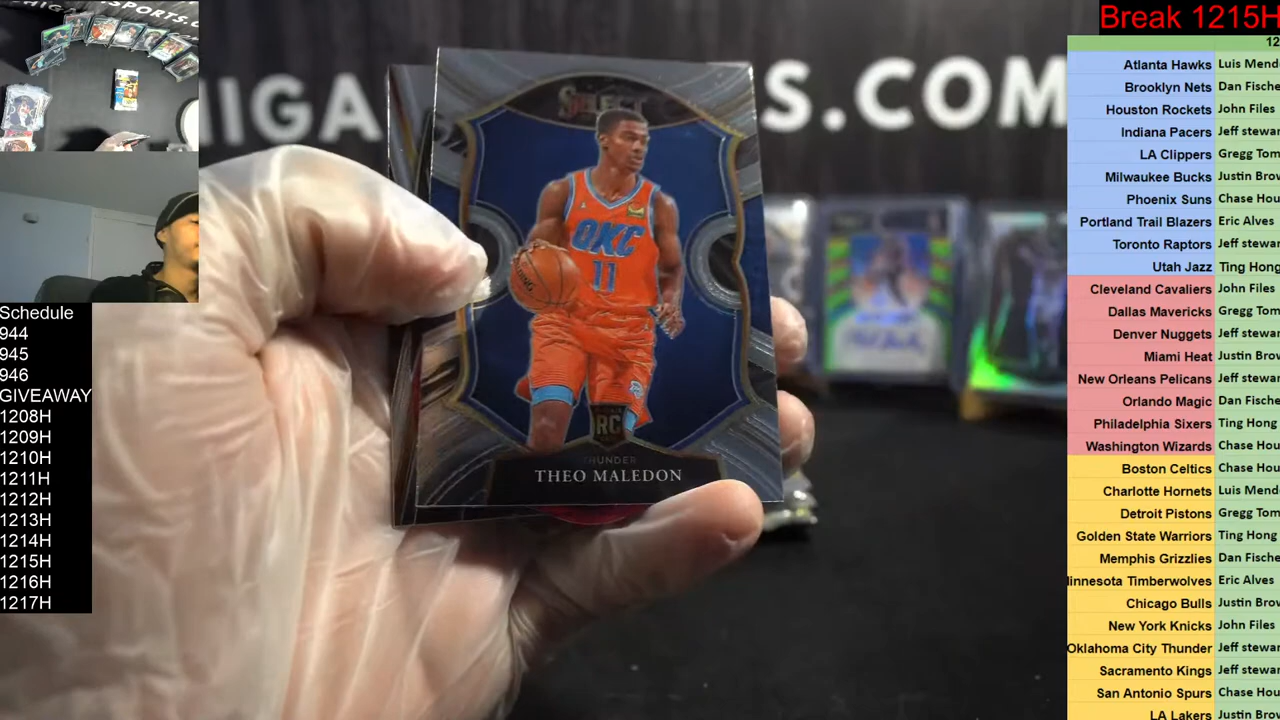 Break 1215H
12
HIGA SPORTS.COM
HIGA S.COM
SELECT
OKC
11
RC
THUNDER
THEO MALEDON
Schedule
944
945
946
GIVEAWAY
1208H
1209H
1210H
1211H
1212H
1213H
1214H
1215H
1216H
1217H
Atlanta Hawks Luis Mend
Brooklyn Nets Dan Fische
Houston Rockets John Files
Indiana Pacers Jeff stewar
LA Clippers Gregg Tom
Milwaukee Bucks Justin Brov
Phoenix Suns Chase Hou
Portland Trail Blazers Eric Alves
Toronto Raptors Jeff stewar
Utah Jazz Ting Hong
Cleveland Cavaliers John Files
Dallas Mavericks Gregg Tom
Denver Nuggets Jeff stewar
Miami Heat Justin Brov
New Orleans Pelicans Jeff stewar
Orlando Magic Dan Fische
Philadelphia Sixers Ting Hong
Washington Wizards Chase Hou
Boston Celtics Chase Hou
Charlotte Hornets Luis Mend
Detroit Pistons Gregg Tom
Golden State Warriors Ting Hong
Memphis Grizzlies Dan Fische
innesota Timberwolves Eric Alves
Chicago Bulls Justin Brov
New York Knicks John Files
Oklahoma City Thunder Jeff stewar
Sacramento Kings Jeff stewar
San Antonio Spurs Chase Hou
LA Lakers Justin Brov